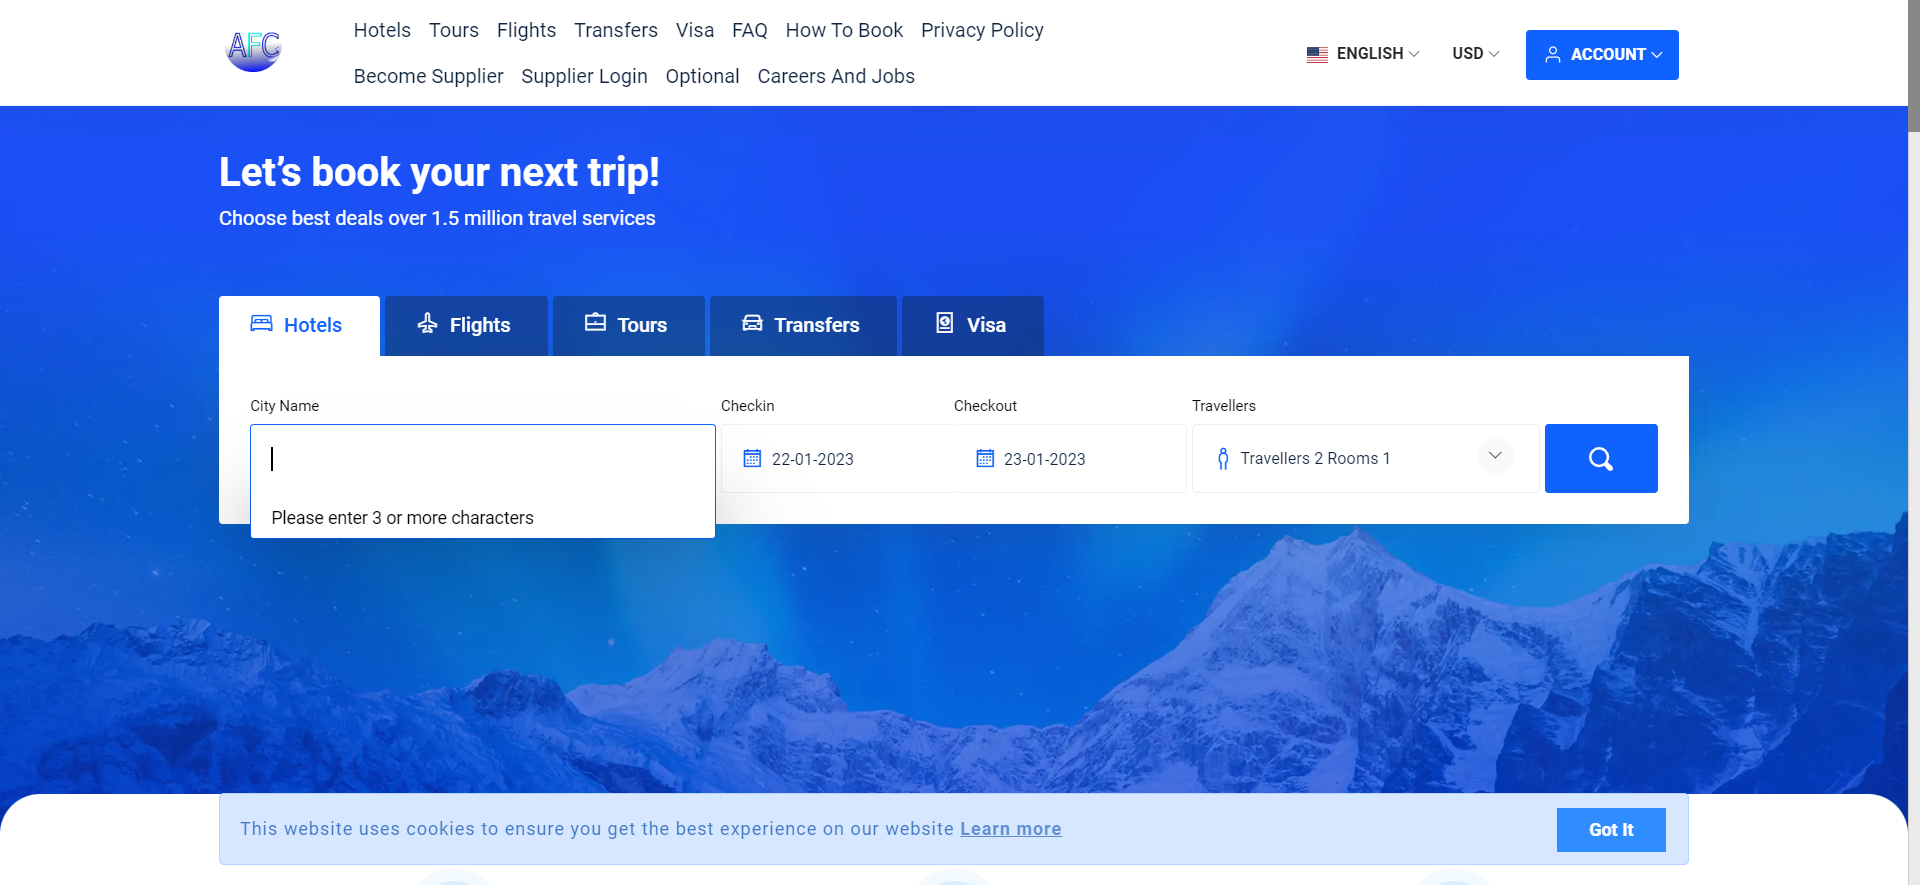 AFC
Hotels Tours Flights Transfers Visa FAQ How To Book Privacy Policy
Become Supplier Supplier Login Optional Careers And Jobs
ENGLISH USD ACCOUNT
Let’s book your next trip!
Choose best deals over 1.5 million travel services
Hotels Flights Tours Transfers Visa
City Name Checkin Checkout Travellers
22-01-2023 23-01-2023 Travellers 2 Rooms 1
Please enter 3 or more characters
This website uses cookies to ensure you get the best experience on our website Learn more Got It